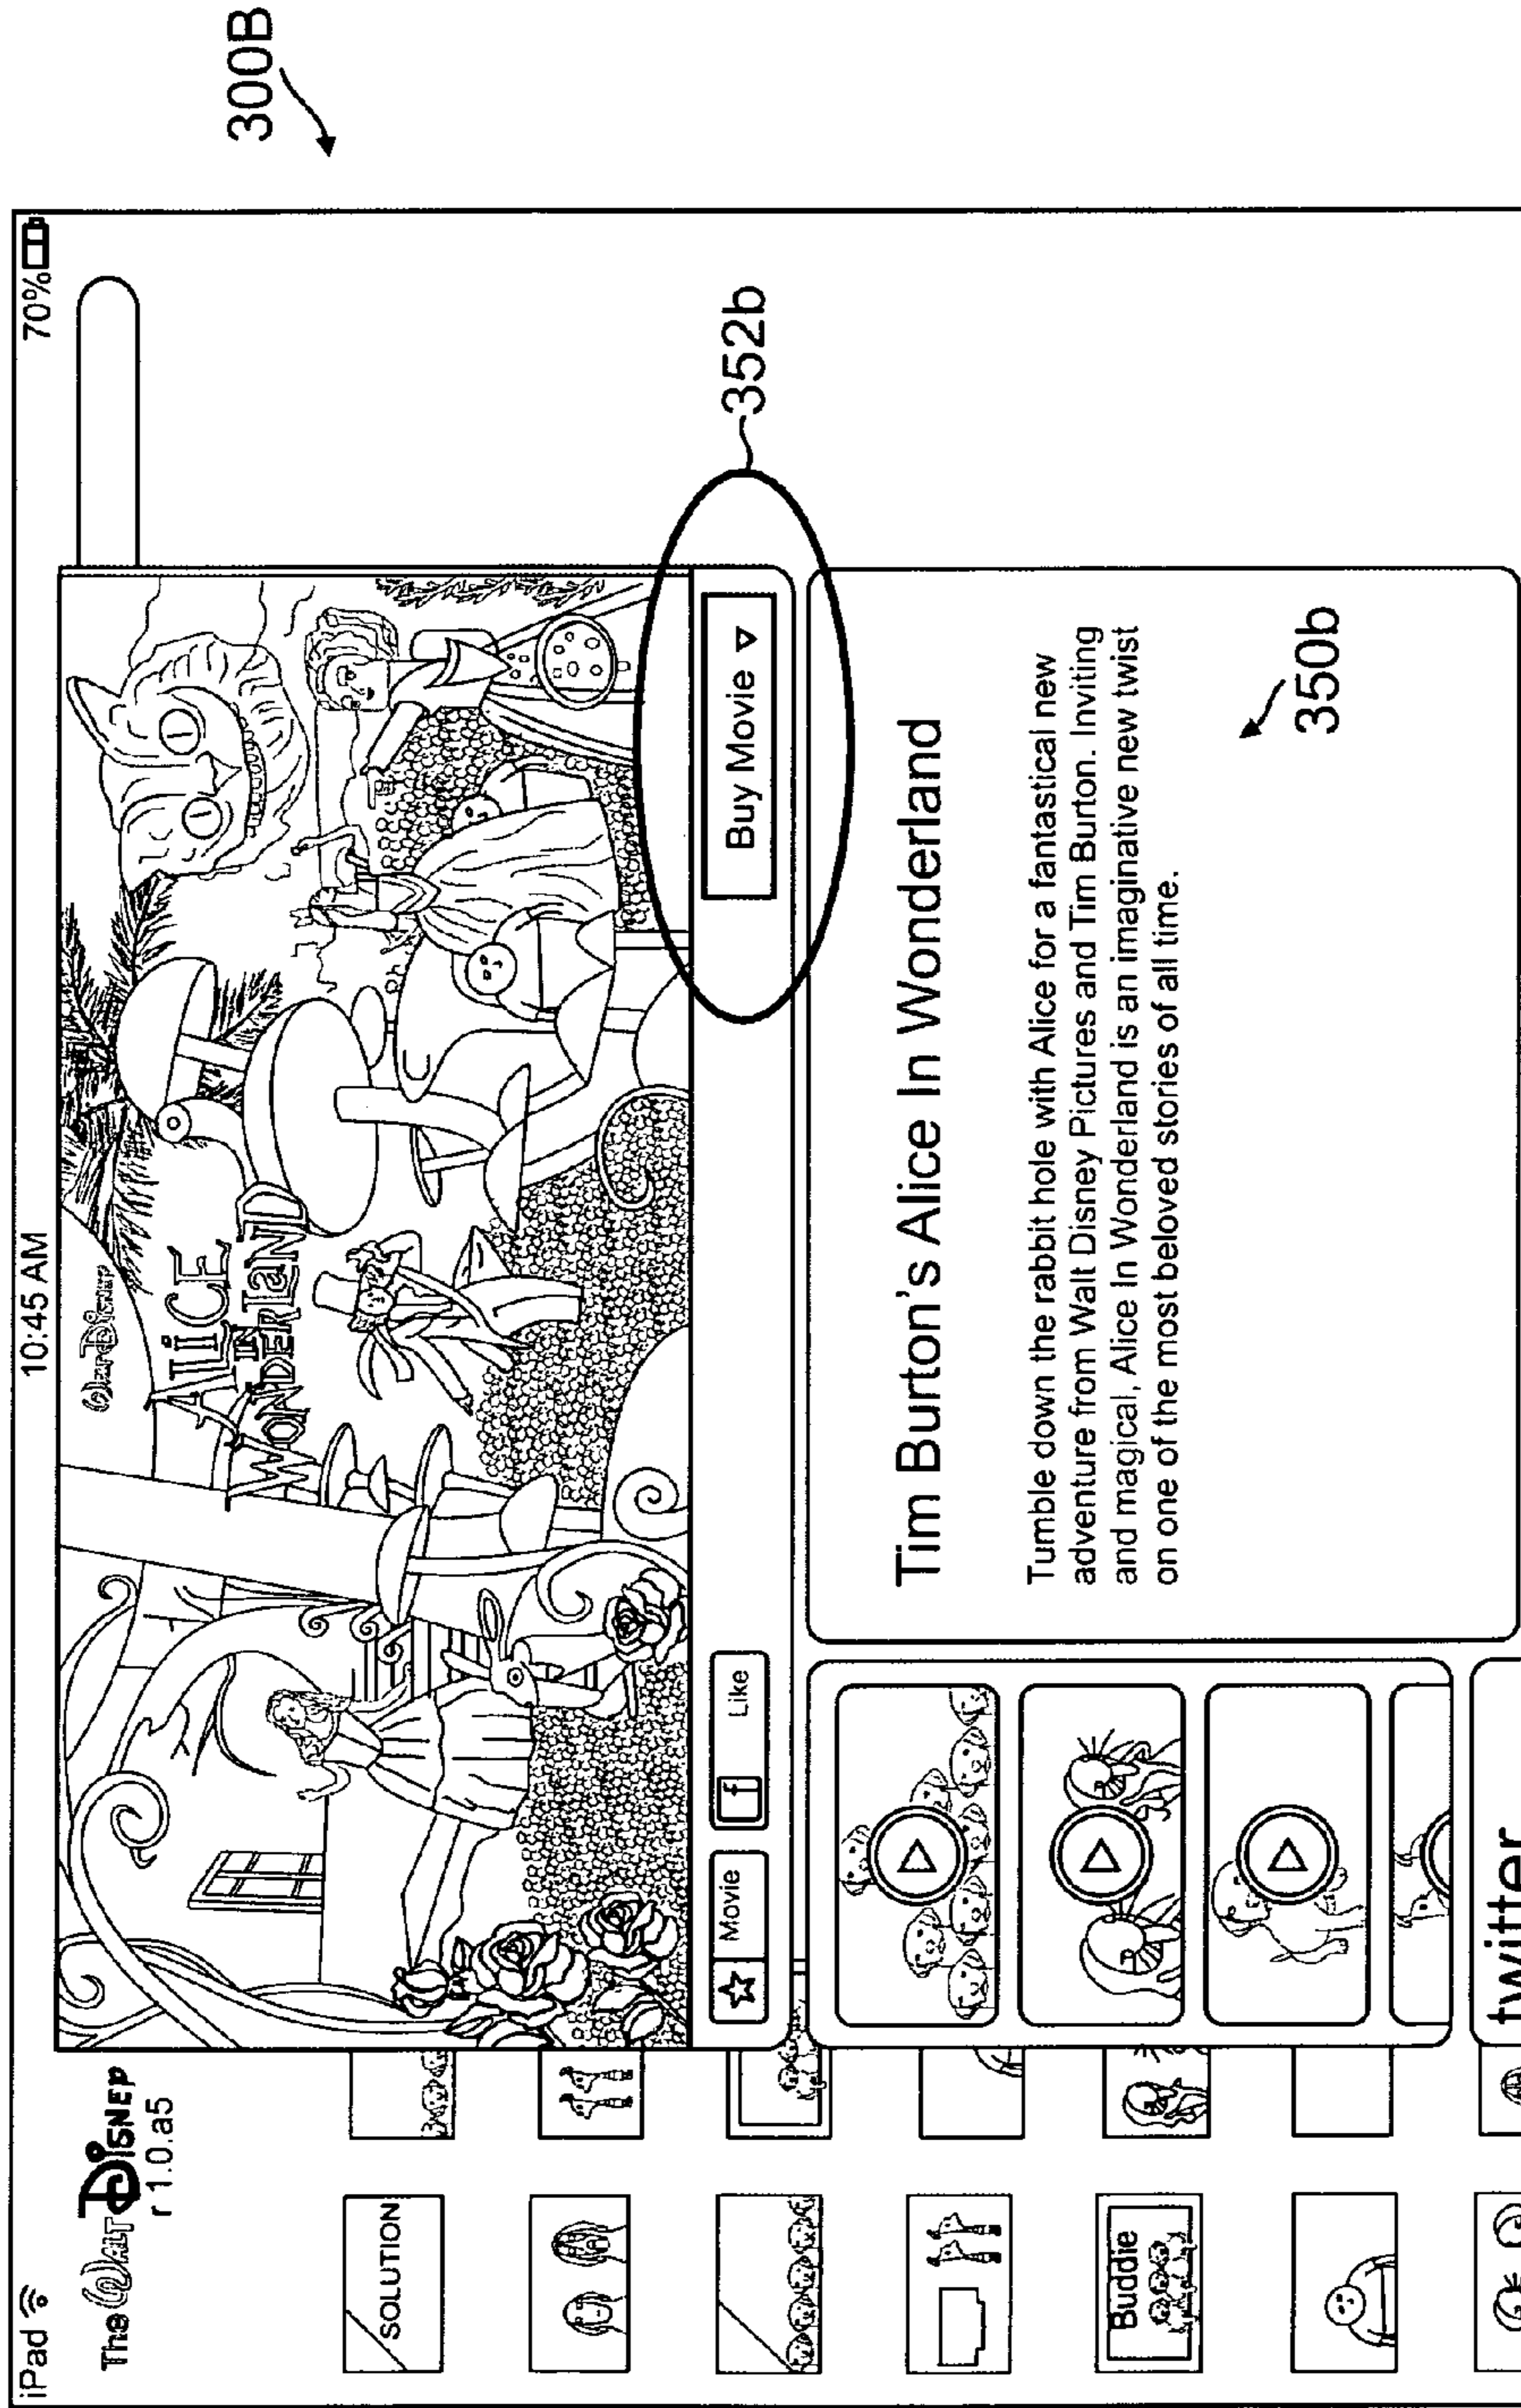 iPad
10:45 AM
70%
The WALT DISNEP
r 1.0.a5
300B
WALT DISNEP
ALICE
IN
WONDERLAND
SOLUTION
Movie
f Like
Buy Movie
352b
Tim Burton's Alice In Wonderland
Tumble down the rabbit hole with Alice for a fantastical new
adventure from Walt Disney Pictures and Tim Burton. Inviting
and magical, Alice In Wonderland is an imaginative new twist
on one of the most beloved stories of all time.
350b
Buddie
twitter